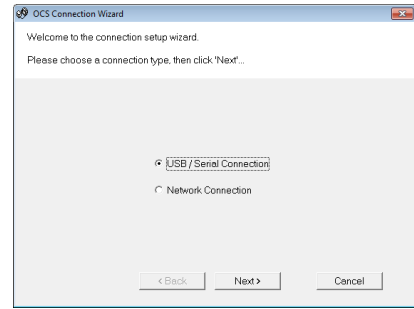 OCS Connection Wizard
Welcome to the connection setup wizard.
Please choose a connection type, then click 'Next'...
USB / Serial Connection
Network Connection
< Back Next > Cancel